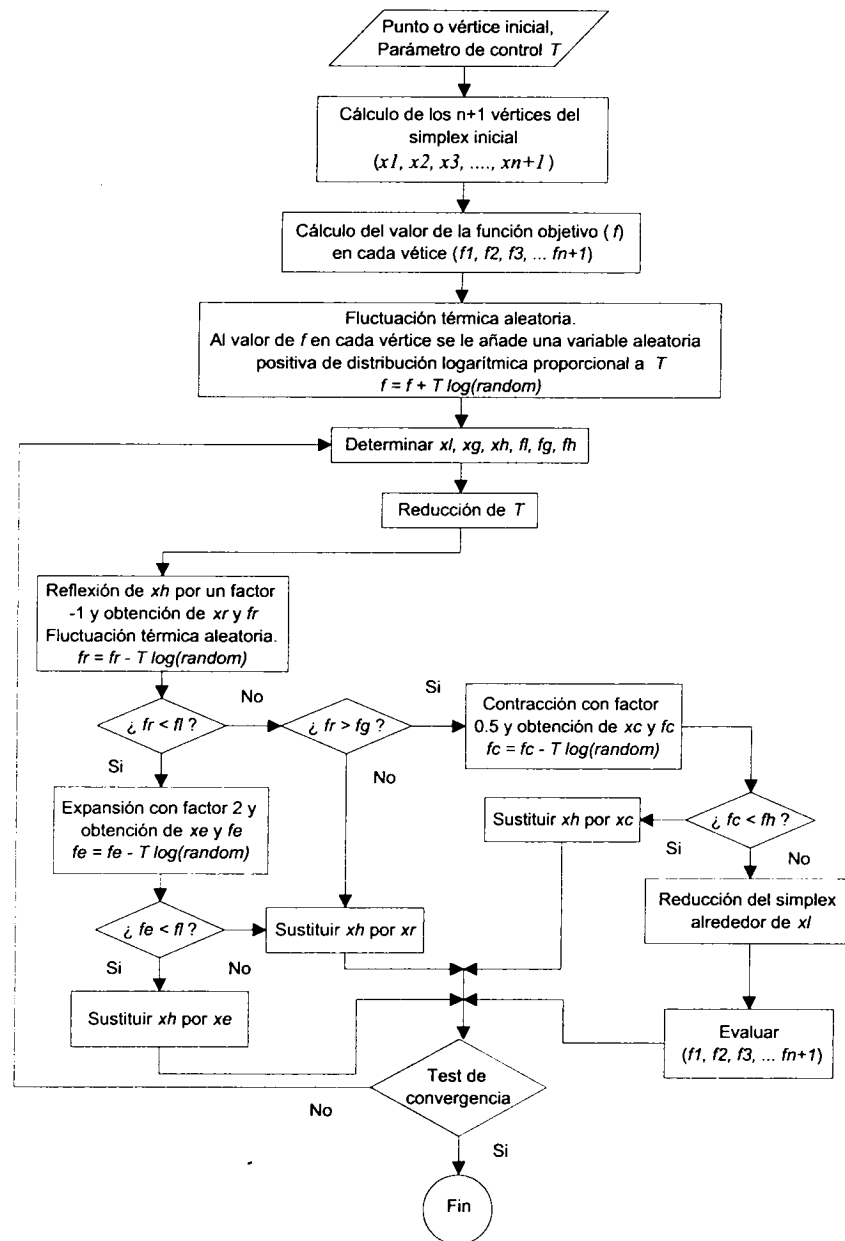 Punto o vértice inicial,
Parámetro de control T
Cálculo de los n+1 vértices del
simplex inicial
(x1, x2, x3, ...., xn+1)
Cálculo del valor de la función objetivo ( f)
en cada vétice (f1, f2, f3, ... fn+1)
Fluctuación térmica aleatoria.
Al valor de f en cada vértice se le añade una variable aleatoria
positiva de distribución logarítmica proporcional a T
f = f + T log(random)
Determinar xl, xg, xh, fl, fg, fh
Reducción de T
Reflexión de xh por un factor
-1 y obtención de xr y fr
Fluctuación térmica aleatoria.
fr = fr - T log(random)
¿ fr < fl ?
No
¿ fr > fg ?
Si
Contracción con factor
0.5 y obtención de xc y fc
fc = fc - T log(random)
Si
No
Expansión con factor 2 y
obtención de xe y fe
fe = fe - T log(random)
Sustituir xh por xc
¿ fc < fh ?
Si
No
Reducción del simplex
alrededor de xl
¿ fe < fl ?
Sustituir xh por xr
Si
No
Sustituir xh por xe
Evaluar
(f1, f2, f3, ... fn+1)
Test de
convergencia
No
Si
Fin